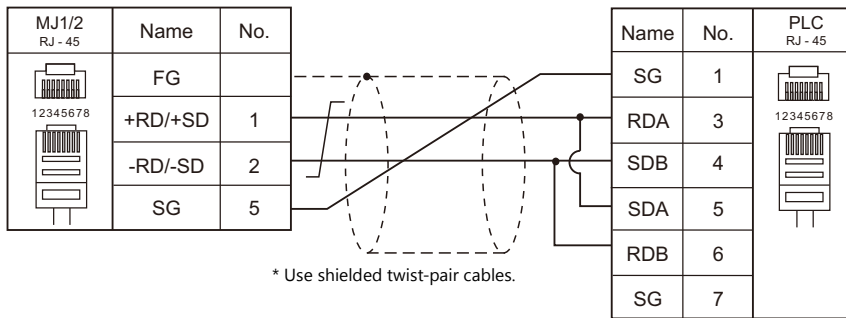 MJ1/2 Name No.
RJ - 45
FG
12345678
+RD/+SD 1
-RD/-SD 2
SG 5
* Use shielded twist-pair cables.
Name No. PLC
RJ - 45
SG 1
12345678
RDA 3
SDB 4
SDA 5
RDB 6
SG 7